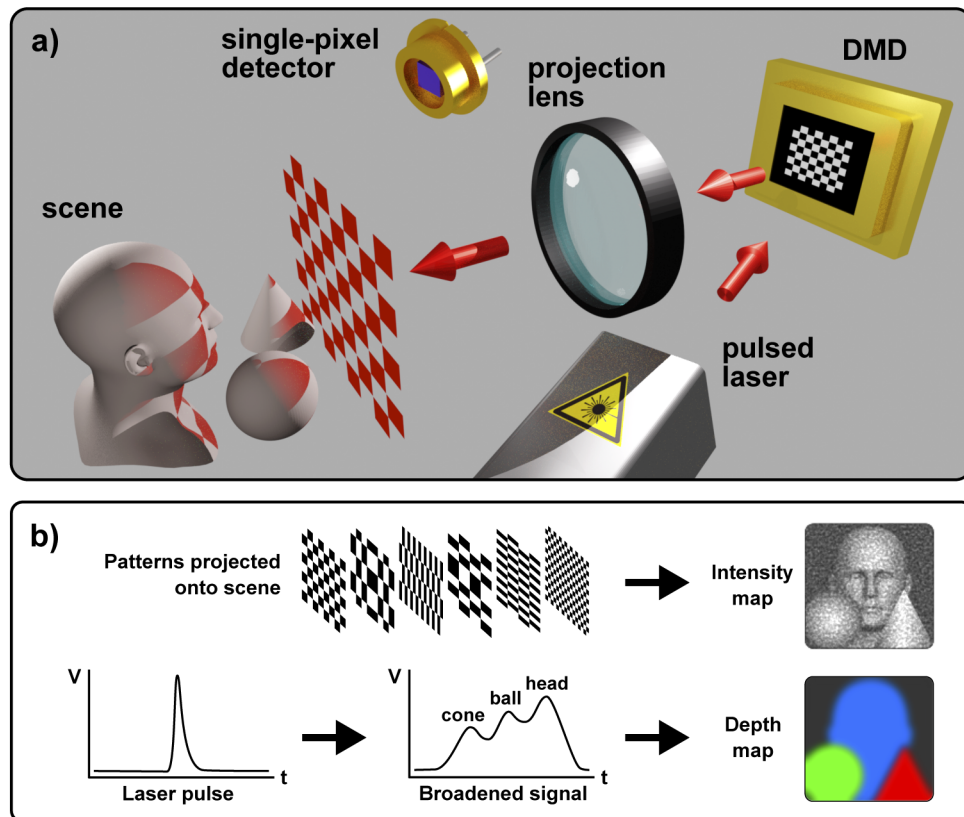 a)
single-pixel
detector
projection
lens
DMD
scene
pulsed
laser
b)
Patterns projected
onto scene
Intensity
map
V
t
Laser pulse
V
cone
ball
head
t
Broadened signal
Depth
map